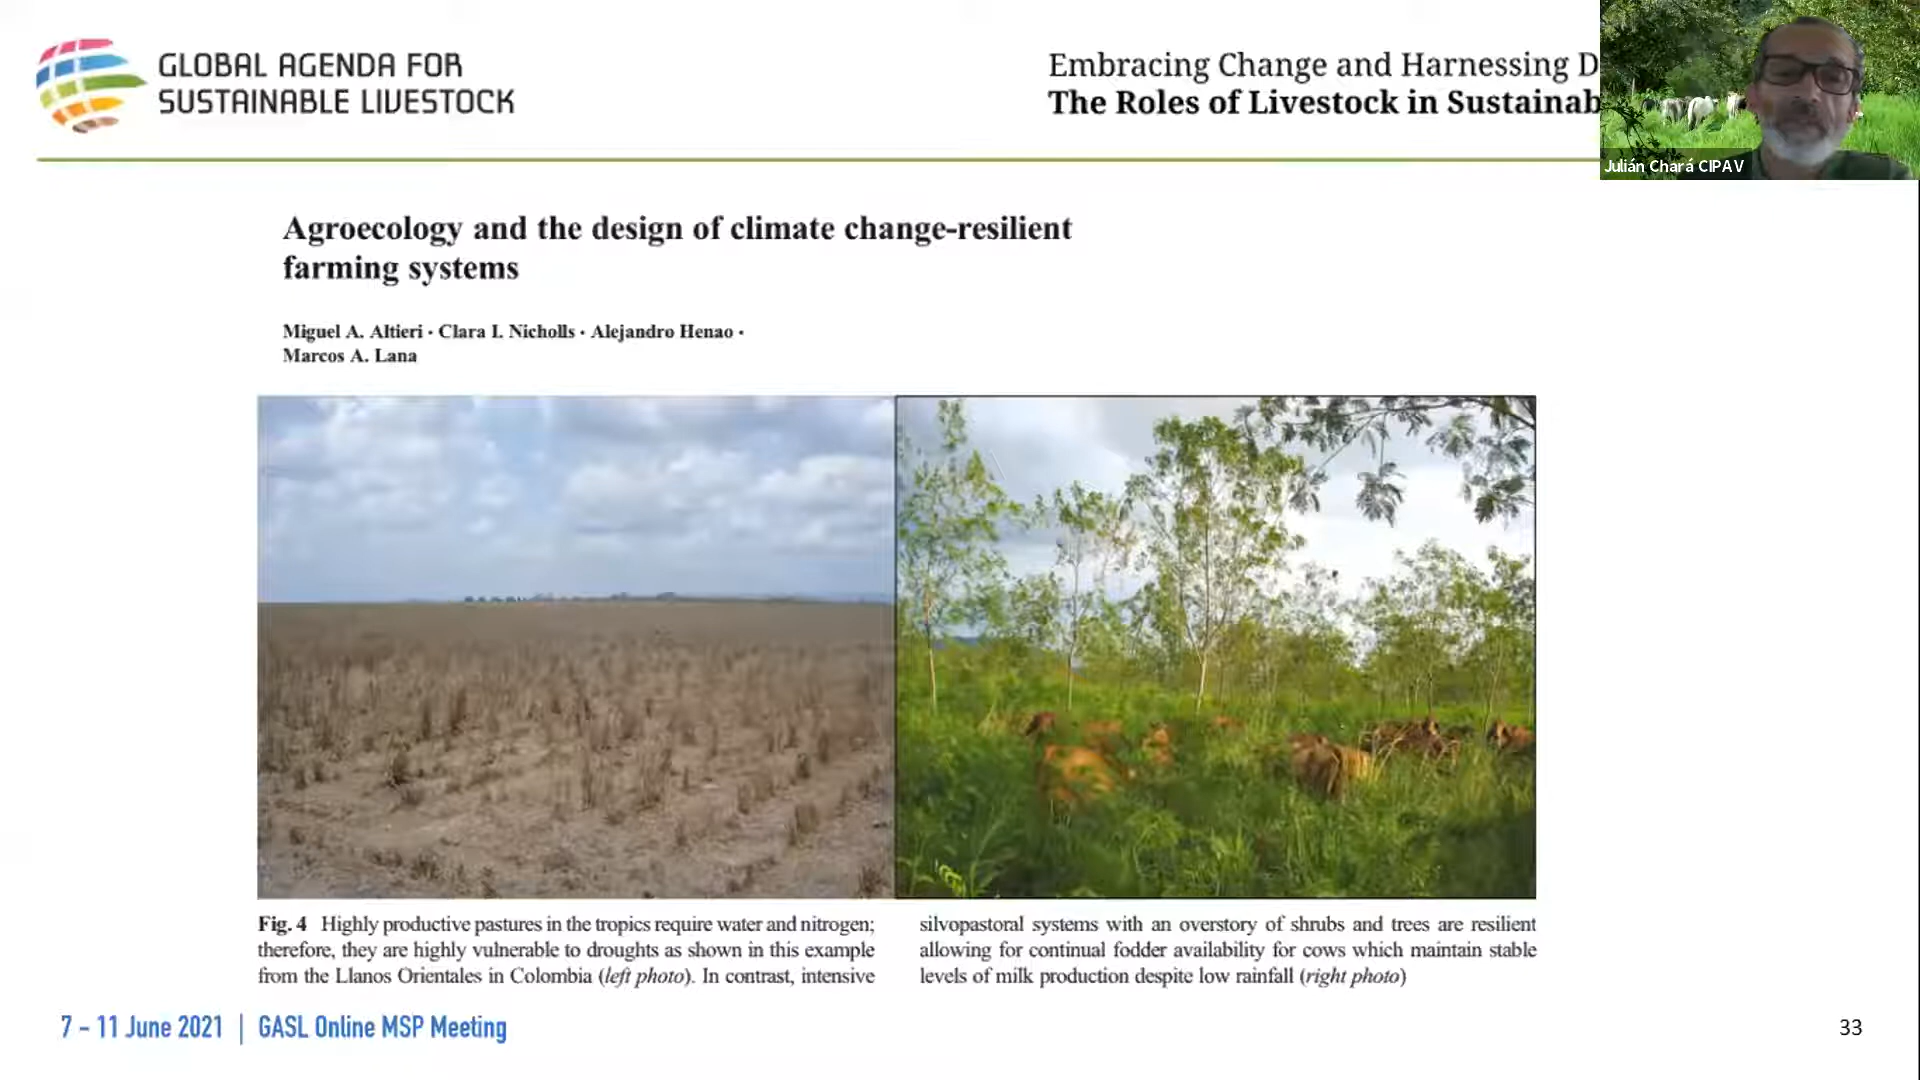 GLOBAL AGENDA FOR
SUSTAINABLE LIVESTOCK
Embracing Change and Harnessing D
The Roles of Livestock in Sustainab
Julián Chará CIPAV
Agroecology and the design of climate change-resilient
farming systems
Miguel A. Altieri · Clara I. Nicholls · Alejandro Henao ·
Marcos A. Lana
Fig. 4 Highly productive pastures in the tropics require water and nitrogen;
therefore, they are highly vulnerable to droughts as shown in this example
from the Llanos Orientales in Colombia (left photo). In contrast, intensive
silvopastoral systems with an overstory of shrubs and trees are resilient
allowing for continual fodder availability for cows which maintain stable
levels of milk production despite low rainfall (right photo)
7 – 11 June 2021 | GASL Online MSP Meeting
33